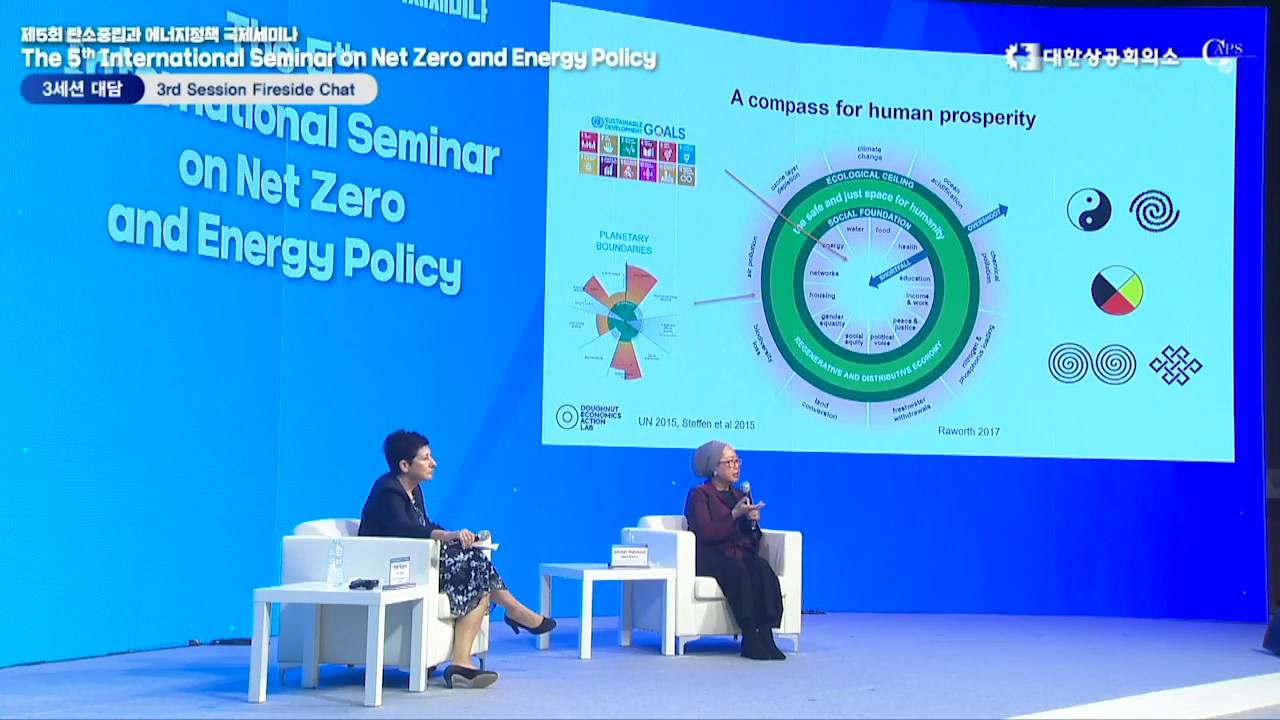 제5회 탄소중립과 에너지정책 국제세미나
The 5th International Seminar on Net Zero and Energy Policy
3세션 대담
3rd Session Fireside Chat
대한상공회의소
CAPS
The 5th
International Seminar
on Net Zero
and Energy Policy
A compass for human prosperity
SUSTAINABLE
DEVELOPMENT GOALS
PLANETARY
BOUNDARIES
climate
change
ocean
acidification
chemical
pollution
nitrogen &
phosphorus loading
freshwater
withdrawals
land
conversion
biodiversity
loss
air pollution
ozone layer
depletion
ECOLOGICAL CEILING
the safe and just space for humanity
SOCIAL FOUNDATION
OVERSHOOT
SHORTFALL
water
food
health
education
income
& work
peace &
justice
political
voice
social
equity
gender
equality
housing
networks
energy
REGENERATIVE AND DISTRIBUTIVE ECONOMY
DOUGHNUT
ECONOMICS
ACTION
LAB
UN 2015, Steffen et al 2015
Raworth 2017